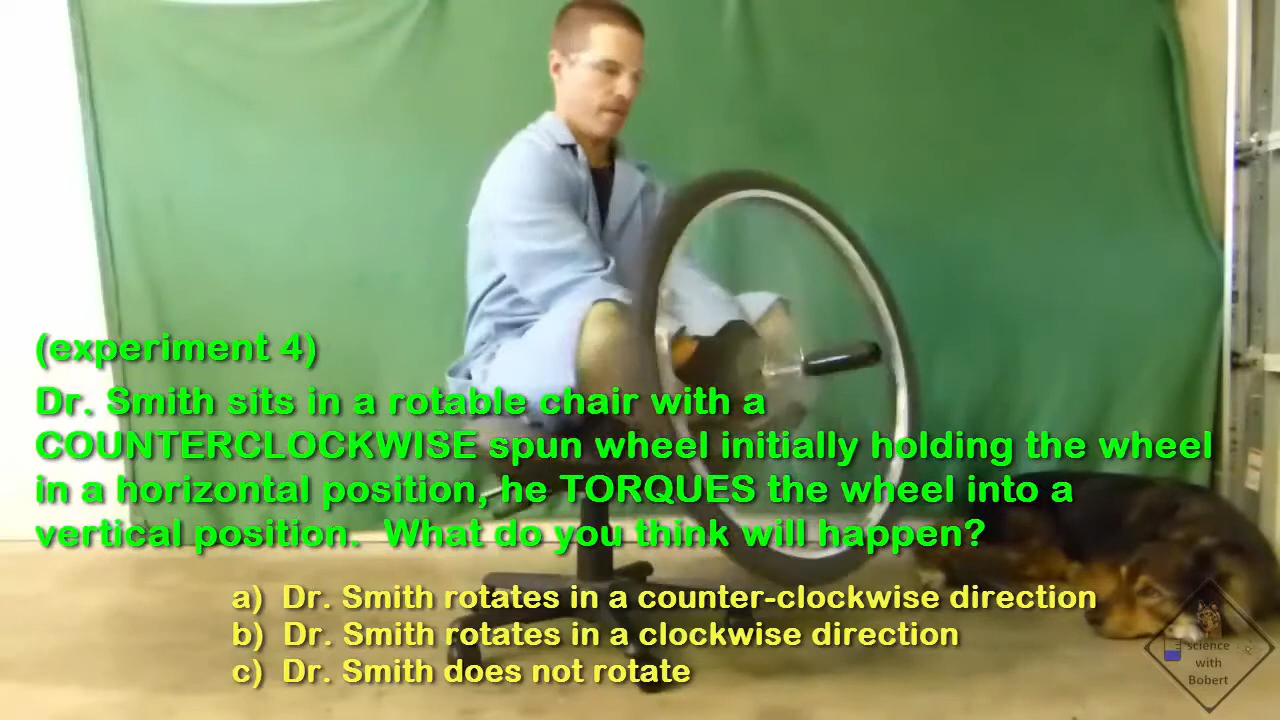 (experiment 4)
Dr. Smith sits in a rotable chair with a
COUNTERCLOCKWISE spun wheel initially holding the wheel
in a horizontal position, he TORQUES the wheel into a
vertical position.  What do you think will happen?
a)  Dr. Smith rotates in a counter-clockwise direction
b)  Dr. Smith rotates in a clockwise direction
c)  Dr. Smith does not rotate
science
with
Bobert